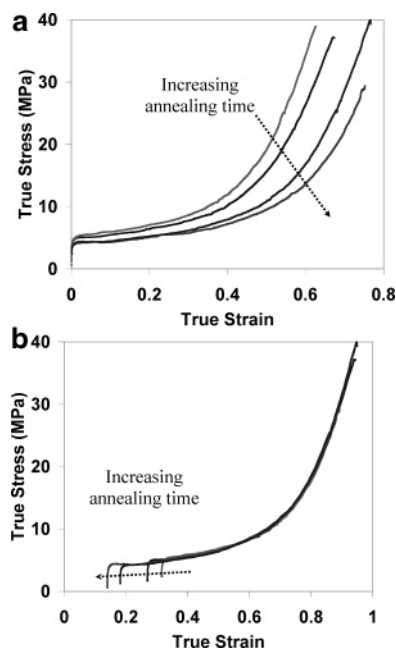 a
40
30
20
10
0
True Stress (MPa)
Increasing
annealing time
0 0.2 0.4 0.6 0.8
True Strain
b
40
30
20
10
0
True Stress (MPa)
Increasing
annealing time
0 0.2 0.4 0.6 0.8 1
True Strain